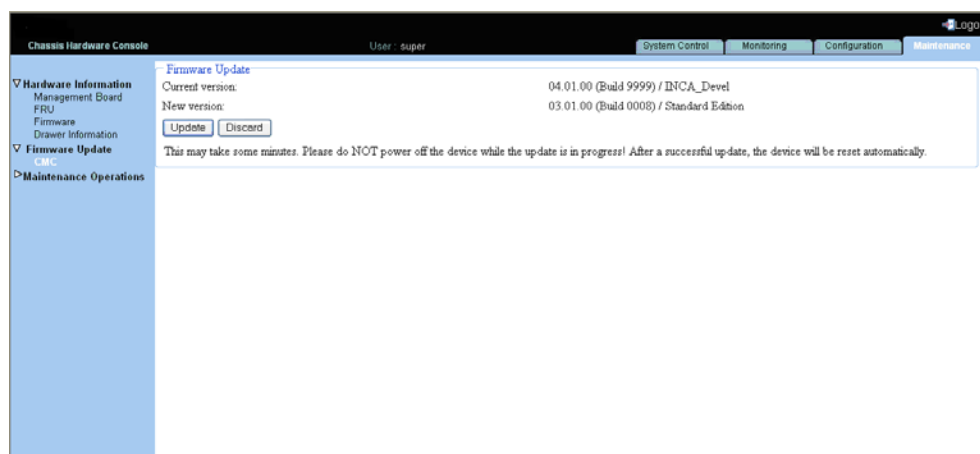 Logo
Chassis Hardware Console
User : super
System Control
Monitoring
Configuration
Maintenance
Hardware Information
Management Board
FRU
Firmware
Drawer Information
Firmware Update
CMC
Maintenance Operations
Firmware Update
Current version: 04.01.00 (Build 9999) / INCA_Devel
New version: 03.01.00 (Build 0008) / Standard Edition
Update Discard
This may take some minutes. Please do NOT power off the device while the update is in progress! After a successful update, the device will be reset automatically.